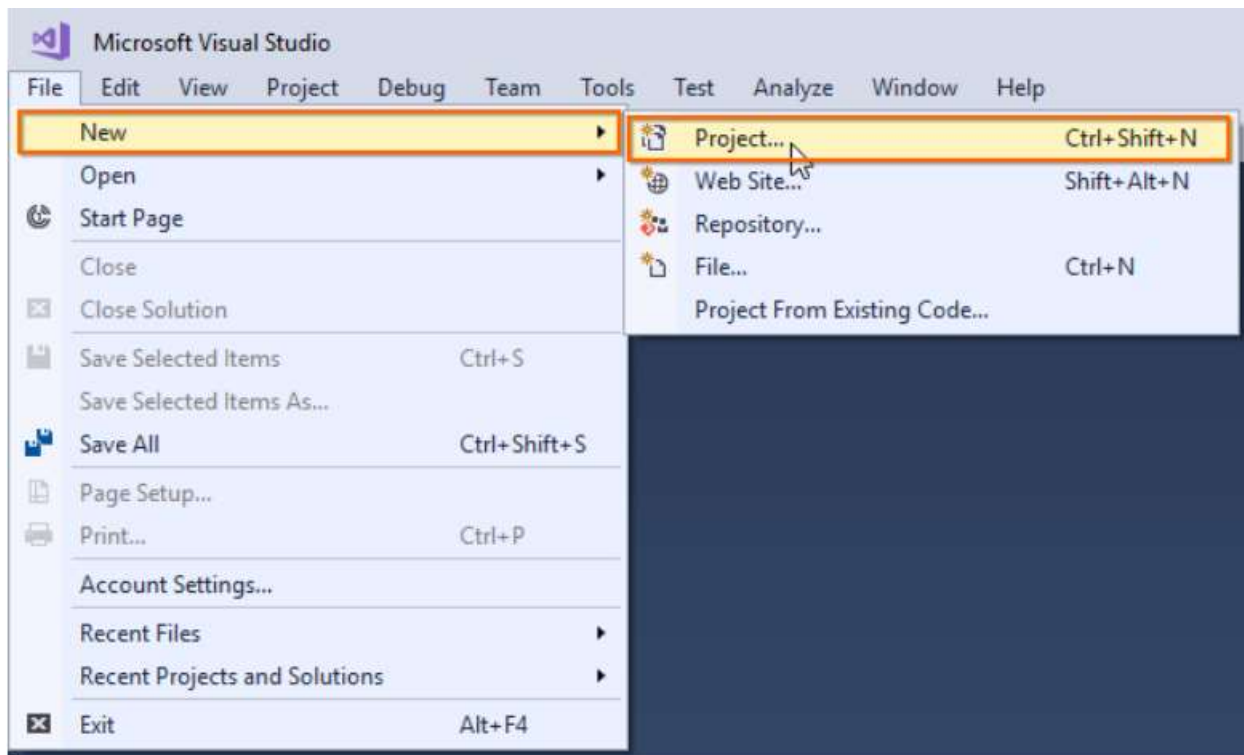 Microsoft Visual Studio
File Edit View Project Debug Team Tools Test Analyze Window Help
New
Open
Start Page
Close
Close Solution
Save Selected Items Ctrl+S
Save Selected Items As...
Save All Ctrl+Shift+S
Page Setup...
Print... Ctrl+P
Account Settings...
Recent Files
Recent Projects and Solutions
Exit Alt+F4
Project... Ctrl+Shift+N
Web Site... Shift+Alt+N
Repository...
File... Ctrl+N
Project From Existing Code...